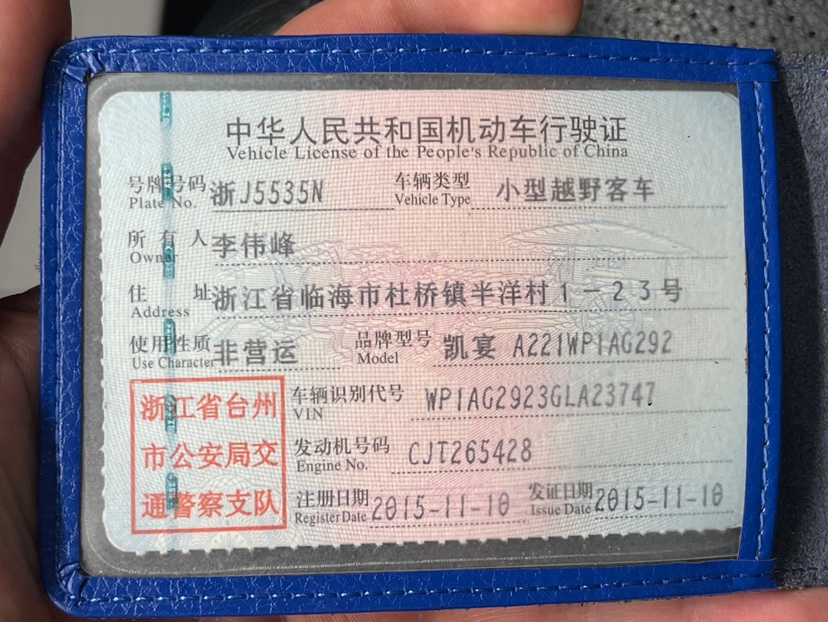 中华人民共和国机动车行驶证
Vehicle License of the People's Republic of China
号牌号码 浙J5535N 车辆类型 小型越野客车
Plate No. Vehicle Type
所有人 李伟峰
Owner
住址 浙江省临海市杜桥镇半洋村1-23号
Address
使用性质 非营运 品牌型号 凯宴 A221WP1AG292
Use Character Model
浙江省台州
市公安局交
通警察支队
车辆识别代号 WP1AG2923GLA23747
VIN
发动机号码 CJT265428
Engine No.
注册日期 2015-11-10 发证日期 2015-11-10
Register Date Issue Date